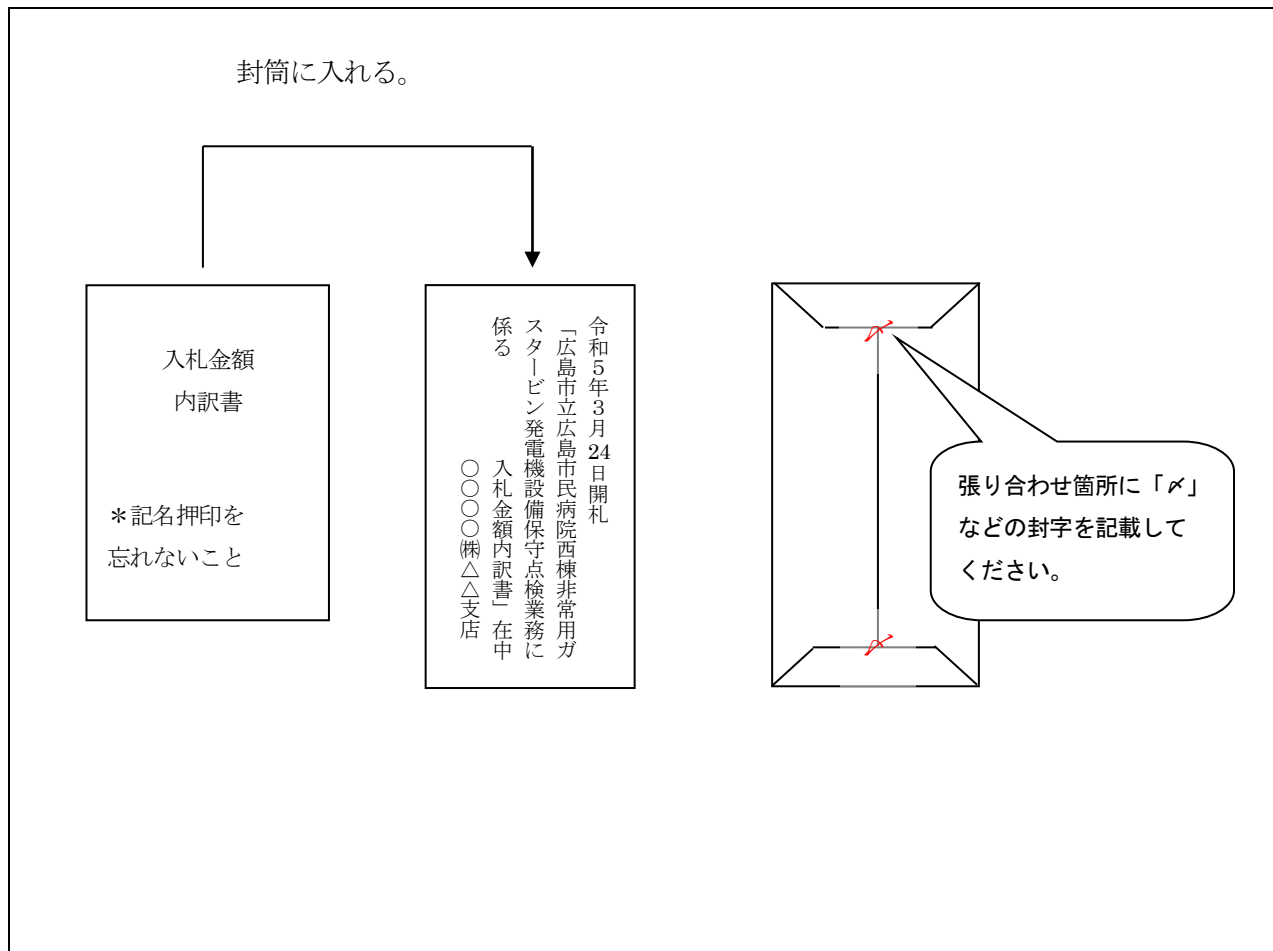 封筒に入れる。
入札金額
内訳書
＊記名押印を
忘れないこと
令和５年３月24日開札
「広島市立広島市民病院西棟非常用ガ
スタービン発電機設備保守点検業務に
係る
入札金額内訳書」在中
○○○○㈱△△支店
〆
〆
張り合わせ箇所に「〆」
などの封字を記載して
ください。